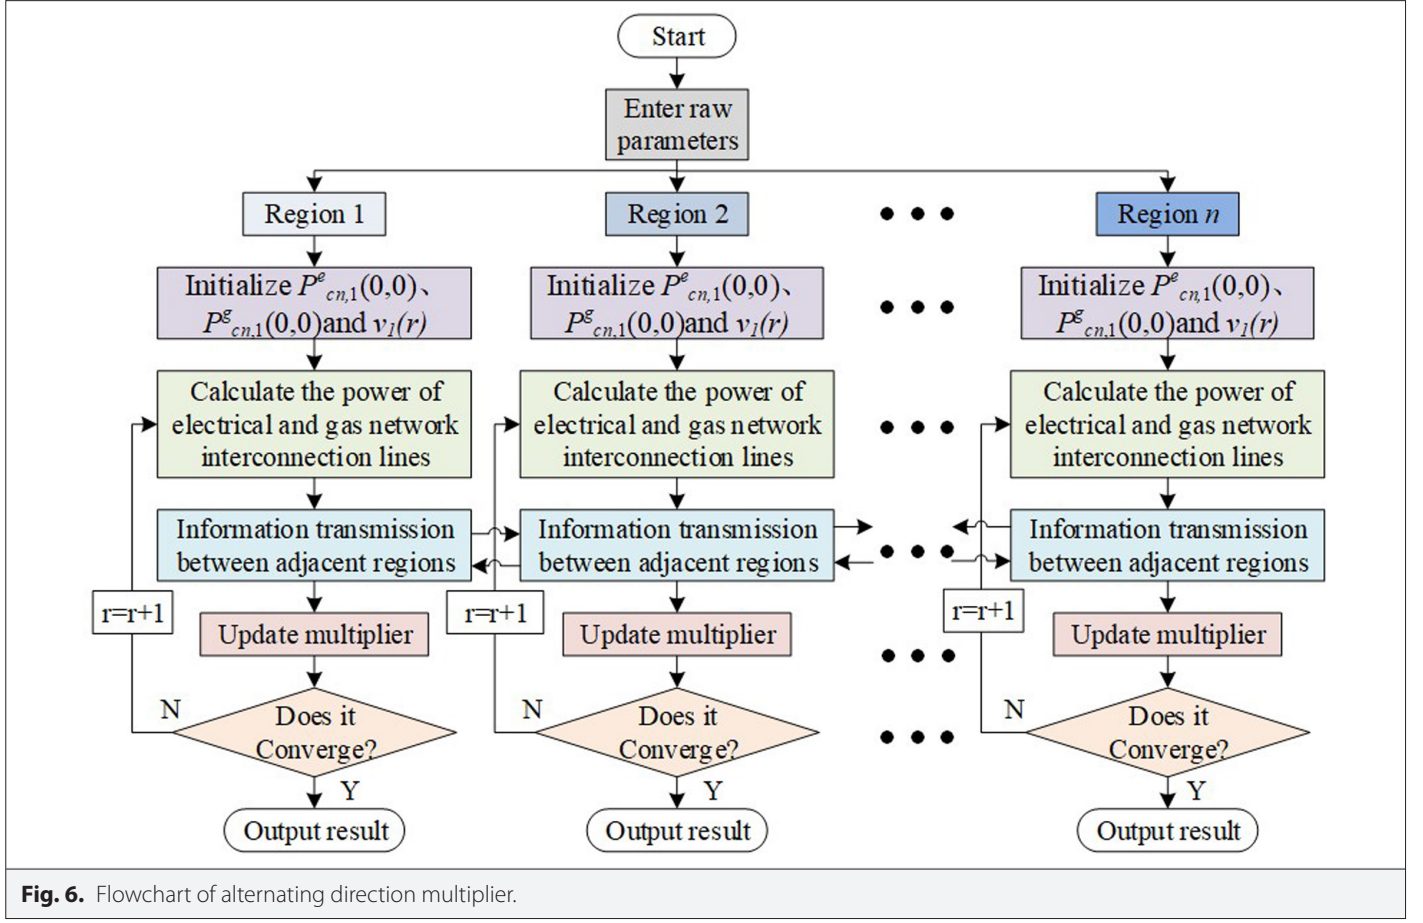 Start
Enter raw
parameters
Region 1
Region 2
Region n
Initialize Pᵉcn,1(0,0)、
Pᵍcn,1(0,0)and v1(r)
Initialize Pᵉcn,1(0,0)、
Pᵍcn,1(0,0)and v1(r)
Initialize Pᵉcn,1(0,0)、
Pᵍcn,1(0,0)and v1(r)
Calculate the power of
electrical and gas network
interconnection lines
Calculate the power of
electrical and gas network
interconnection lines
Calculate the power of
electrical and gas network
interconnection lines
Information transmission
between adjacent regions
Information transmission
between adjacent regions
Information transmission
between adjacent regions
r=r+1
Update multiplier
r=r+1
Update multiplier
r=r+1
Update multiplier
N
Does it
Converge?
N
Does it
Converge?
N
Does it
Converge?
Y
Y
Y
Output result
Output result
Output result
Fig. 6. Flowchart of alternating direction multiplier.